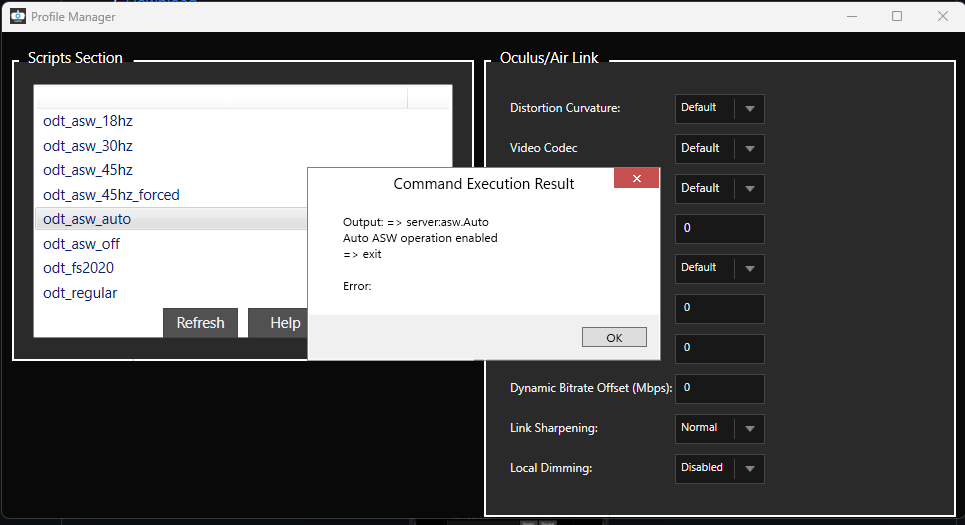 Profile Manager
Scripts Section
odt_asw_18hz
odt_asw_30hz
odt_asw_45hz
odt_asw_45hz_forced
odt_asw_auto
odt_asw_off
odt_fs2020
odt_regular
Refresh
Help
Command Execution Result
Output: => server:asw.Auto
Auto ASW operation enabled
=> exit
Error:
OK
Oculus/Air Link
Distortion Curvature: Default
Video Codec Default
Default
0
Default
0
0
Dynamic Bitrate Offset (Mbps): 0
Link Sharpening: Normal
Local Dimming: Disabled